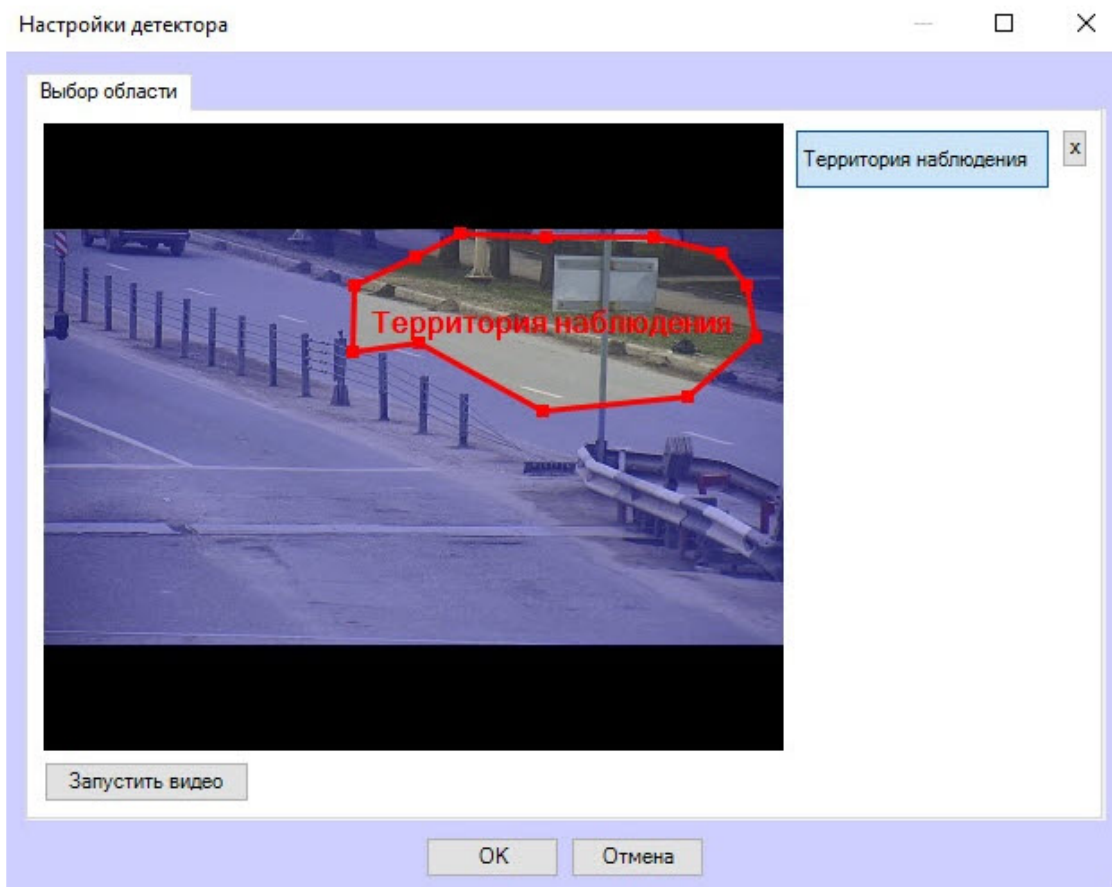 Настройки детектора
Выбор области
Территория наблюдения
x
Территория наблюдения
Запустить видео
OK
Отмена